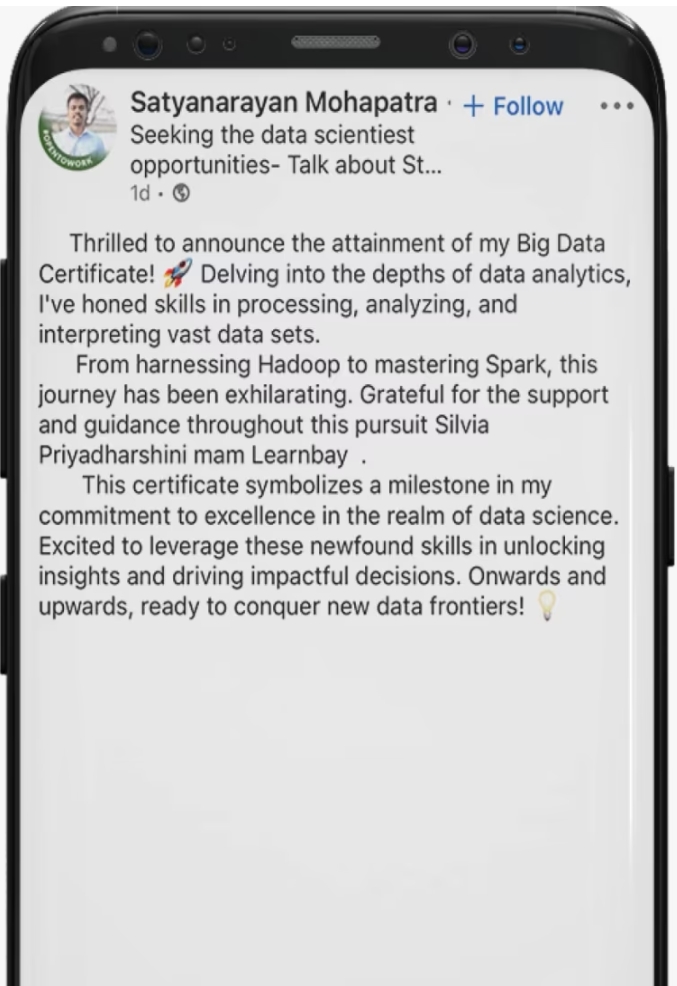 Satyanarayan Mohapatra · + Follow ...
Seeking the data scientiest
opportunities- Talk about St...
1d ·
#OPENTOWORK
Thrilled to announce the attainment of my Big Data
Certificate! 🚀 Delving into the depths of data analytics,
I've honed skills in processing, analyzing, and
interpreting vast data sets.
From harnessing Hadoop to mastering Spark, this
journey has been exhilarating. Grateful for the support
and guidance throughout this pursuit Silvia
Priyadharshini mam Learnbay .
This certificate symbolizes a milestone in my
commitment to excellence in the realm of data science.
Excited to leverage these newfound skills in unlocking
insights and driving impactful decisions. Onwards and
upwards, ready to conquer new data frontiers! 💡